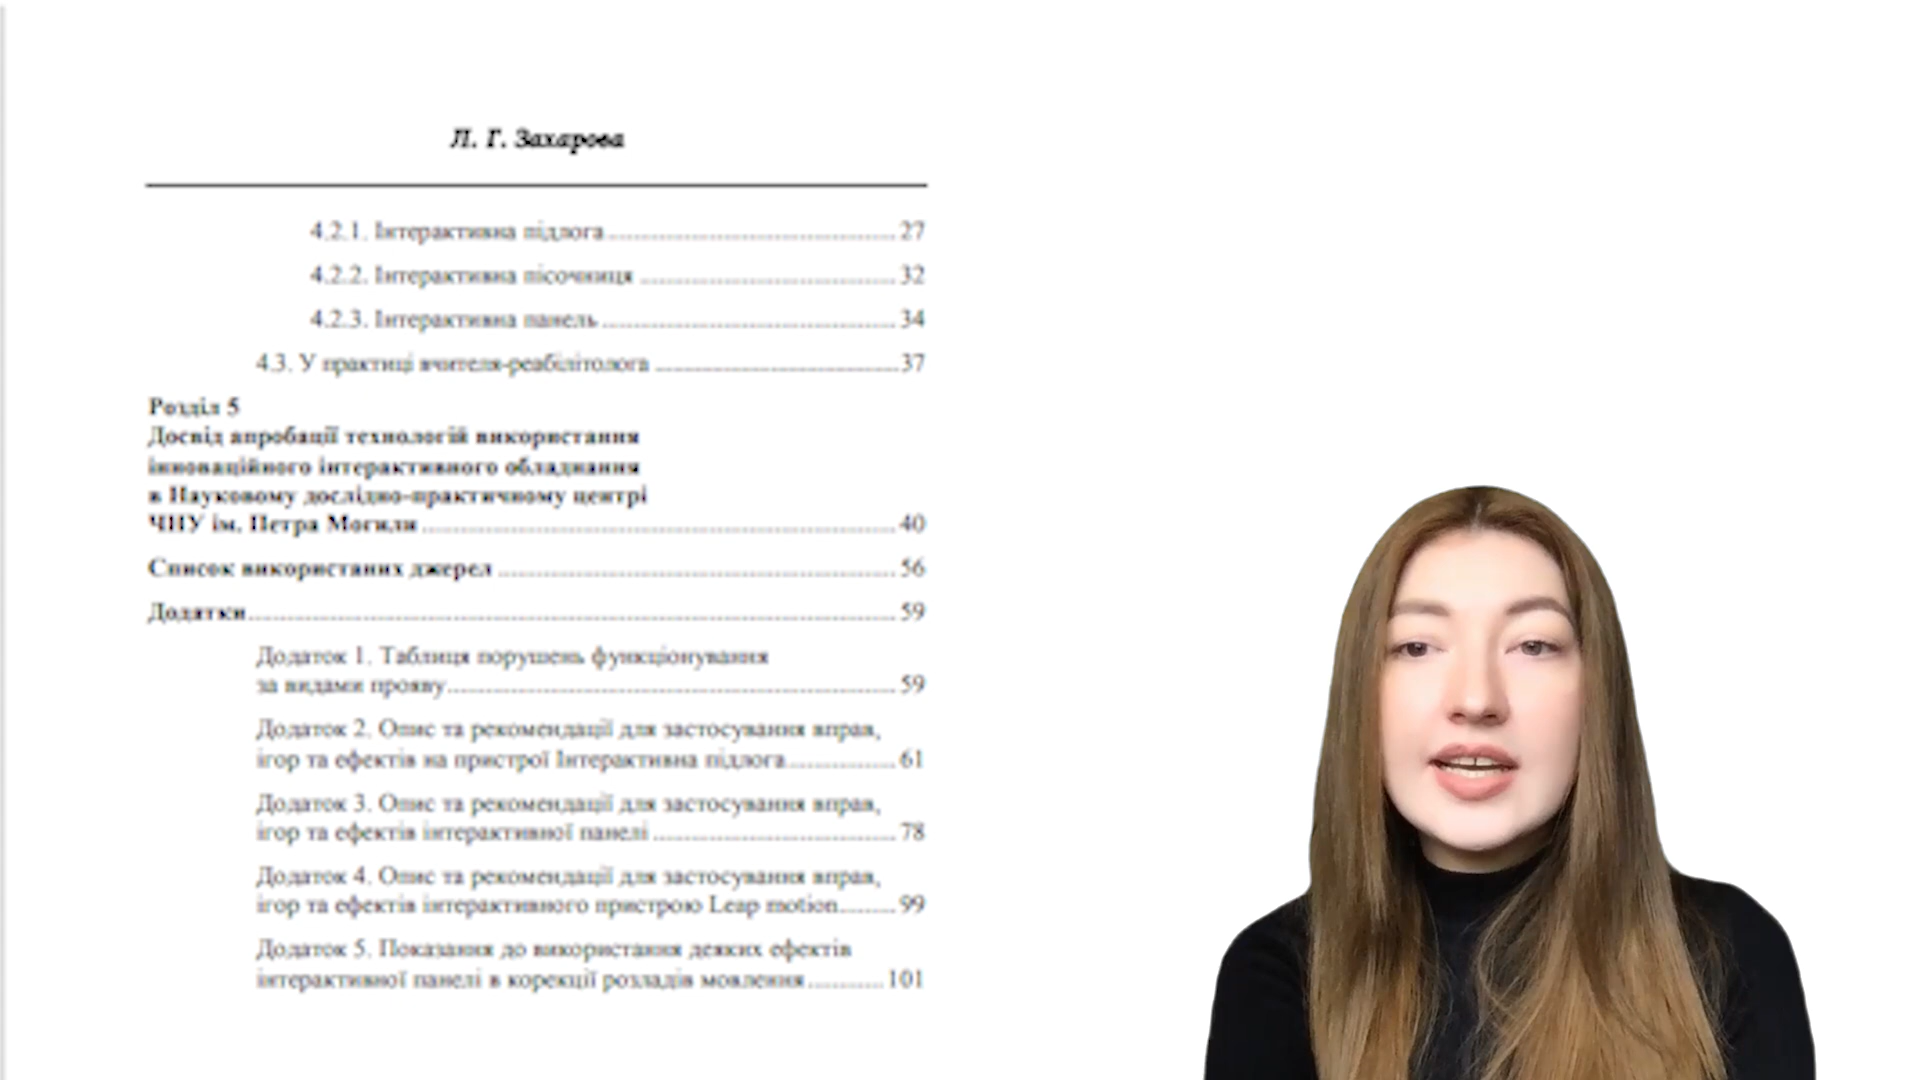 Л. Г. Захарова
4.2.1. Інтерактивна підлога 27
4.2.2. Інтерактивна пісочниця 32
4.2.3. Інтерактивна панель 34
4.3. У практиці вчителя-реабілітолога 37
Розділ 5
Досвід апробації технологій використання
інноваційного інтерактивного обладнання
в Науковому дослідно-практичному центрі
ЧНУ ім. Петра Могили 40
Список використаних джерел 56
Додатки 59
Додаток 1. Таблиця порушень функціонування
за видами прояву 59
Додаток 2. Опис та рекомендації для застосування вправ,
ігор та ефектів на пристрої Інтерактивна підлога 61
Додаток 3. Опис та рекомендації для застосування вправ,
ігор та ефектів інтерактивної панелі 78
Додаток 4. Опис та рекомендації для застосування вправ,
ігор та ефектів інтерактивного пристрою Leap motion 99
Додаток 5. Показання до використання деяких ефектів
інтерактивної панелі в корекції розладів мовлення 101